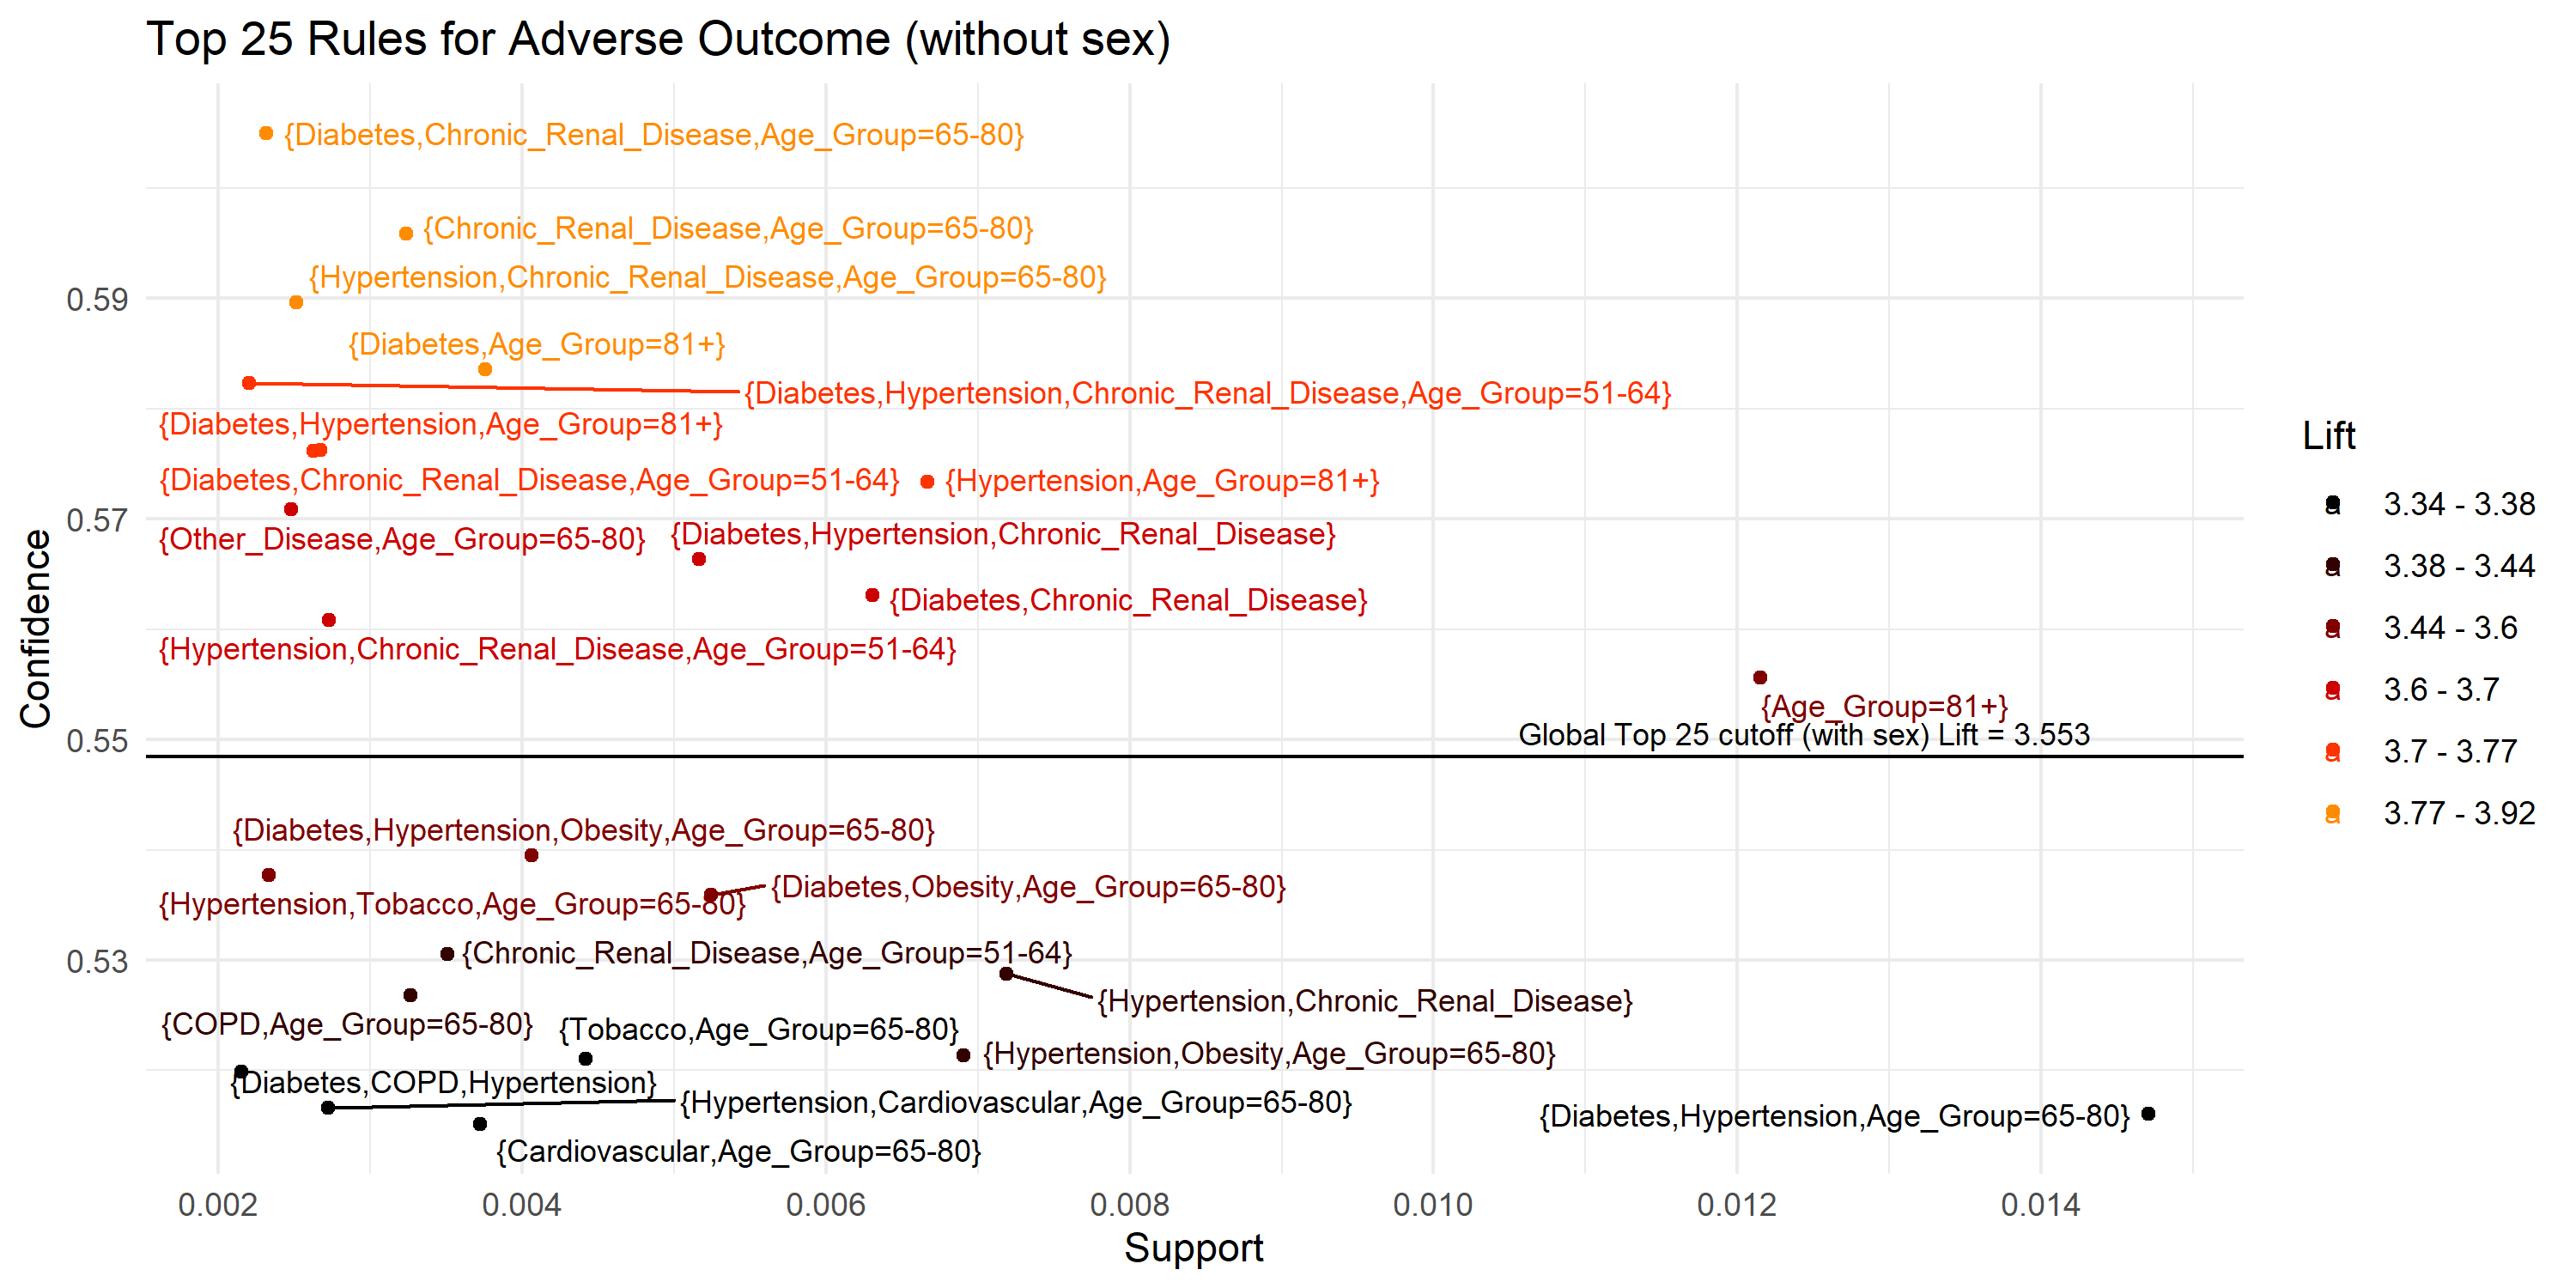 Top 25 Rules for Adverse Outcome (without sex)
{Diabetes,Chronic_Renal_Disease,Age_Group=65-80}
{Chronic_Renal_Disease,Age_Group=65-80}
{Hypertension,Chronic_Renal_Disease,Age_Group=65-80}
{Diabetes,Age_Group=81+}
{Diabetes,Hypertension,Chronic_Renal_Disease,Age_Group=51-64}
{Diabetes,Hypertension,Age_Group=81+}
{Diabetes,Chronic_Renal_Disease,Age_Group=51-64}
{Hypertension,Age_Group=81+}
{Other_Disease,Age_Group=65-80}
{Diabetes,Hypertension,Chronic_Renal_Disease}
{Diabetes,Chronic_Renal_Disease}
{Hypertension,Chronic_Renal_Disease,Age_Group=51-64}
{Age_Group=81+}
Global Top 25 cutoff (with sex) Lift = 3.553
{Diabetes,Hypertension,Obesity,Age_Group=65-80}
{Diabetes,Obesity,Age_Group=65-80}
{Hypertension,Tobacco,Age_Group=65-80}
{Chronic_Renal_Disease,Age_Group=51-64}
{Hypertension,Chronic_Renal_Disease}
{COPD,Age_Group=65-80}
{Tobacco,Age_Group=65-80}
{Hypertension,Obesity,Age_Group=65-80}
{Diabetes,COPD,Hypertension}
{Hypertension,Cardiovascular,Age_Group=65-80}
{Diabetes,Hypertension,Age_Group=65-80}
{Cardiovascular,Age_Group=65-80}
0.59
0.57
0.55
0.53
Confidence
0.002
0.004
0.006
0.008
0.010
0.012
0.014
Support
Lift
a 3.34 - 3.38
a 3.38 - 3.44
a 3.44 - 3.6
a 3.6 - 3.7
a 3.7 - 3.77
a 3.77 - 3.92